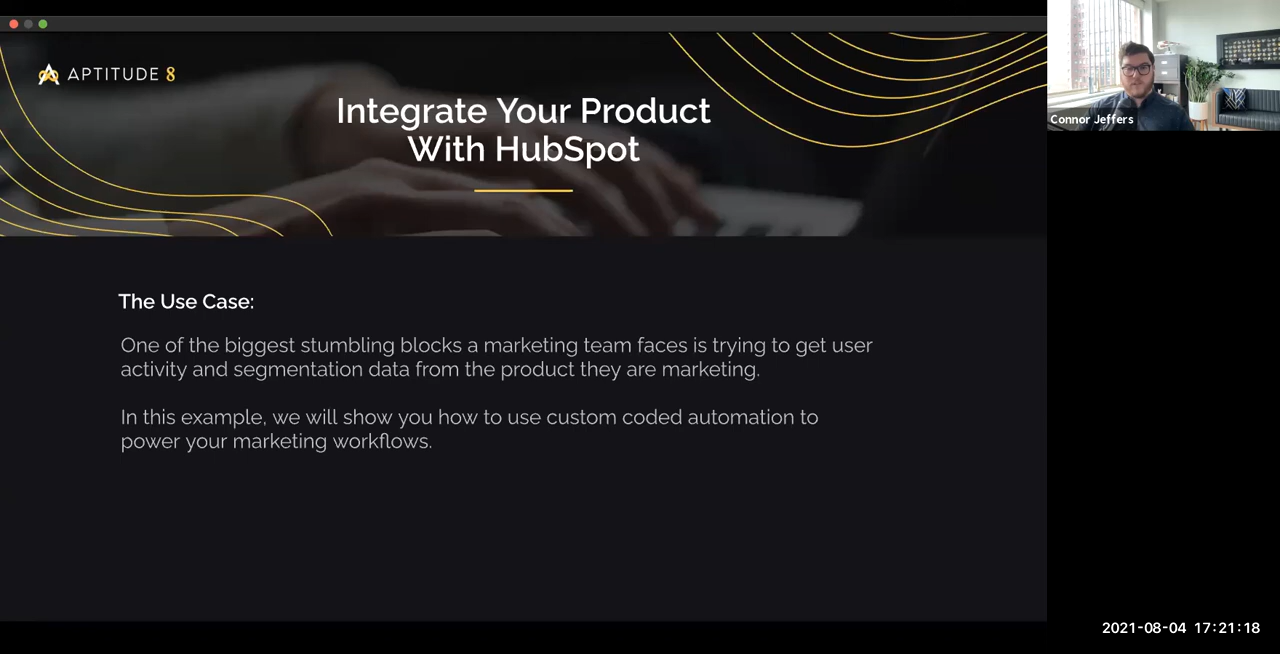 APTITUDE 8
Integrate Your Product
With HubSpot
Connor Jeffers
The Use Case:
One of the biggest stumbling blocks a marketing team faces is trying to get user
activity and segmentation data from the product they are marketing.
In this example, we will show you how to use custom coded automation to
power your marketing workflows.
2021-08-04 17:21:18